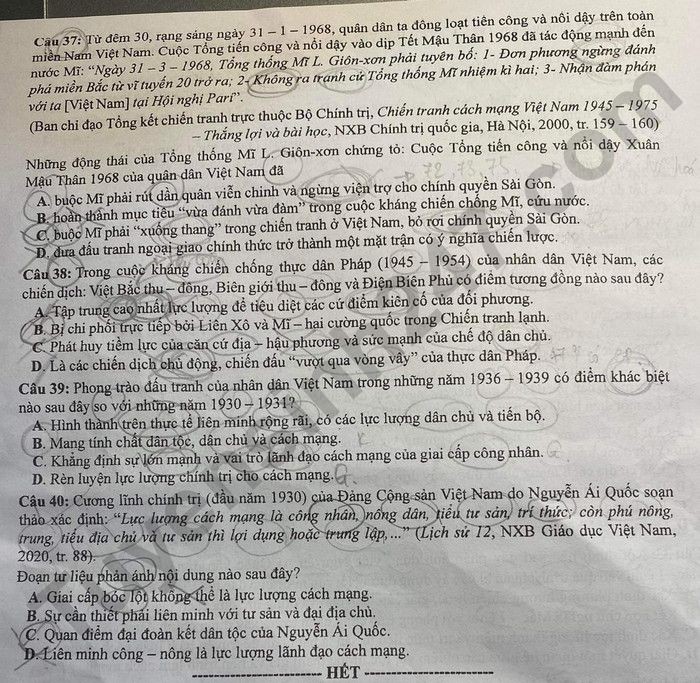 Câu 37: Từ đêm 30, rạng sáng ngày 31 – 1 – 1968, quân dân ta đồng loạt tiến công và nổi dậy trên toàn
miền Nam Việt Nam. Cuộc Tổng tiến công và nổi dậy vào dịp Tết Mậu Thân 1968 đã tác động mạnh đến
nước Mĩ: “Ngày 31 – 3 – 1968, Tổng thống Mĩ L. Giôn-xơn phải tuyên bố: 1- Đơn phương ngừng đánh
phá miền Bắc từ vĩ tuyến 20 trở ra; 2- Không ra tranh cử Tổng thống Mĩ nhiệm kì hai; 3- Nhận đàm phán
với ta [Việt Nam] tại Hội nghị Pari”.
(Ban chỉ đạo Tổng kết chiến tranh trực thuộc Bộ Chính trị, Chiến tranh cách mạng Việt Nam 1945 – 1975
– Thắng lợi và bài học, NXB Chính trị quốc gia, Hà Nội, 2000, tr. 159 – 160)
Những động thái của Tổng thống Mĩ L. Giôn-xơn chứng tỏ: Cuộc Tổng tiến công và nổi dậy Xuân
Mậu Thân 1968 của quân dân Việt Nam đã
A. buộc Mĩ phải rút dần quân viễn chinh và ngừng viện trợ cho chính quyền Sài Gòn.
B. hoàn thành mục tiêu “vừa đánh vừa đàm” trong cuộc kháng chiến chống Mĩ, cứu nước.
C. buộc Mĩ phải “xuống thang” trong chiến tranh ở Việt Nam, bỏ rơi chính quyền Sài Gòn.
D. đưa đấu tranh ngoại giao chính thức trở thành một mặt trận có ý nghĩa chiến lược.
Câu 38: Trong cuộc kháng chiến chống thực dân Pháp (1945 – 1954) của nhân dân Việt Nam, các
chiến dịch: Việt Bắc thu – đông, Biên giới thu – đông và Điện Biên Phủ có điểm tương đồng nào sau đây?
A. Tập trung cao nhất lực lượng để tiêu diệt các cứ điểm kiên cố của đối phương.
B. Bị chi phối trực tiếp bởi Liên Xô và Mĩ – hai cường quốc trong Chiến tranh lạnh.
C. Phát huy tiềm lực của căn cứ địa – hậu phương và sức mạnh của chế độ dân chủ.
D. Là các chiến dịch chủ động, chiến đấu “vượt qua vòng vây” của thực dân Pháp.
Câu 39: Phong trào đấu tranh của nhân dân Việt Nam trong những năm 1936 – 1939 có điểm khác biệt
nào sau đây so với những năm 1930 – 1931?
A. Hình thành trên thực tế liên minh rộng rãi, có các lực lượng dân chủ và tiến bộ.
B. Mang tính chất dân tộc, dân chủ và cách mạng.
C. Khẳng định sự lớn mạnh và vai trò lãnh đạo cách mạng của giai cấp công nhân.
D. Rèn luyện lực lượng chính trị cho cách mạng.
Câu 40: Cương lĩnh chính trị (đầu năm 1930) của Đảng Cộng sản Việt Nam do Nguyễn Ái Quốc soạn
thảo xác định: “Lực lượng cách mạng là công nhân, nông dân, tiểu tư sản, trí thức; còn phú nông,
trung, tiểu địa chủ và tư sản thì lợi dụng hoặc trung lập,...” (Lịch sử 12, NXB Giáo dục Việt Nam,
2020, tr. 88).
Đoạn tư liệu phản ánh nội dung nào sau đây?
A. Giai cấp bóc lột không thể là lực lượng cách mạng.
B. Sự cần thiết phải liên minh với tư sản và đại địa chủ.
C. Quan điểm đại đoàn kết dân tộc của Nguyễn Ái Quốc.
D. Liên minh công – nông là lực lượng lãnh đạo cách mạng.
HẾT